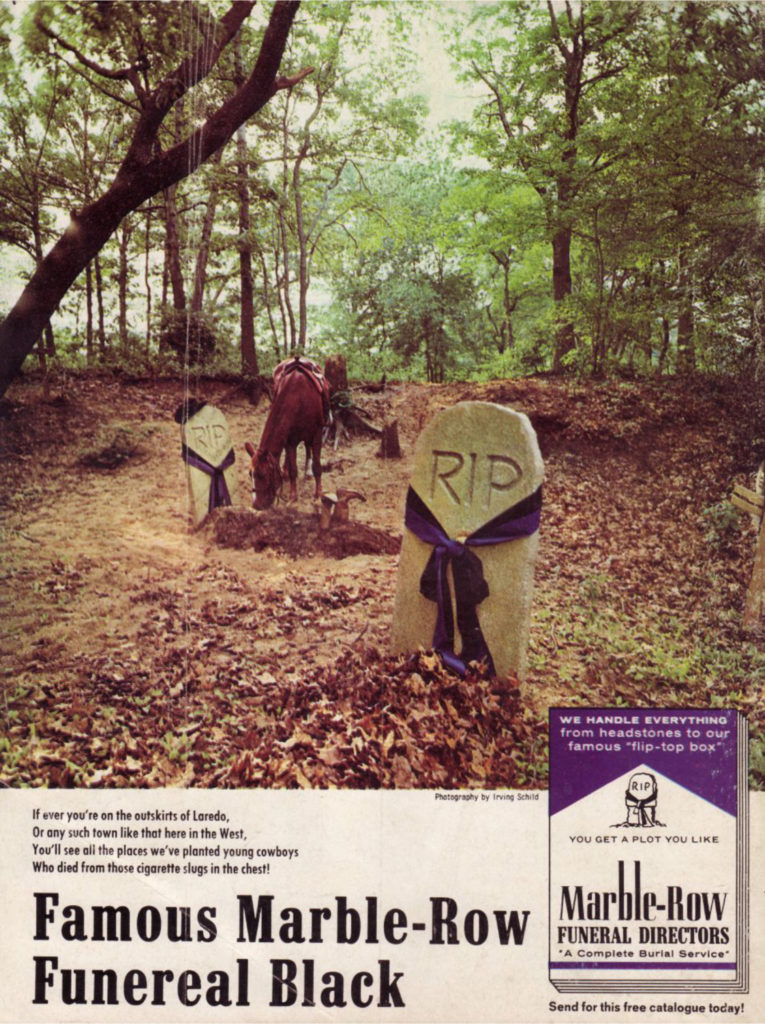 RIP
RIP
WE HANDLE EVERYTHING
from headstones to our
famous "flip-top box"
RIP
YOU GET A PLOT YOU LIKE
Marble-Row
FUNERAL DIRECTORS
"A Complete Burial Service"
Send for this free catalogue today!
Photography by Irving Schild
If ever you're on the outskirts of Laredo,
Or any such town like that here in the West,
You'll see all the places we've planted young cowboys
Who died from those cigarette slugs in the chest!
Famous Marble-Row
Funereal Black